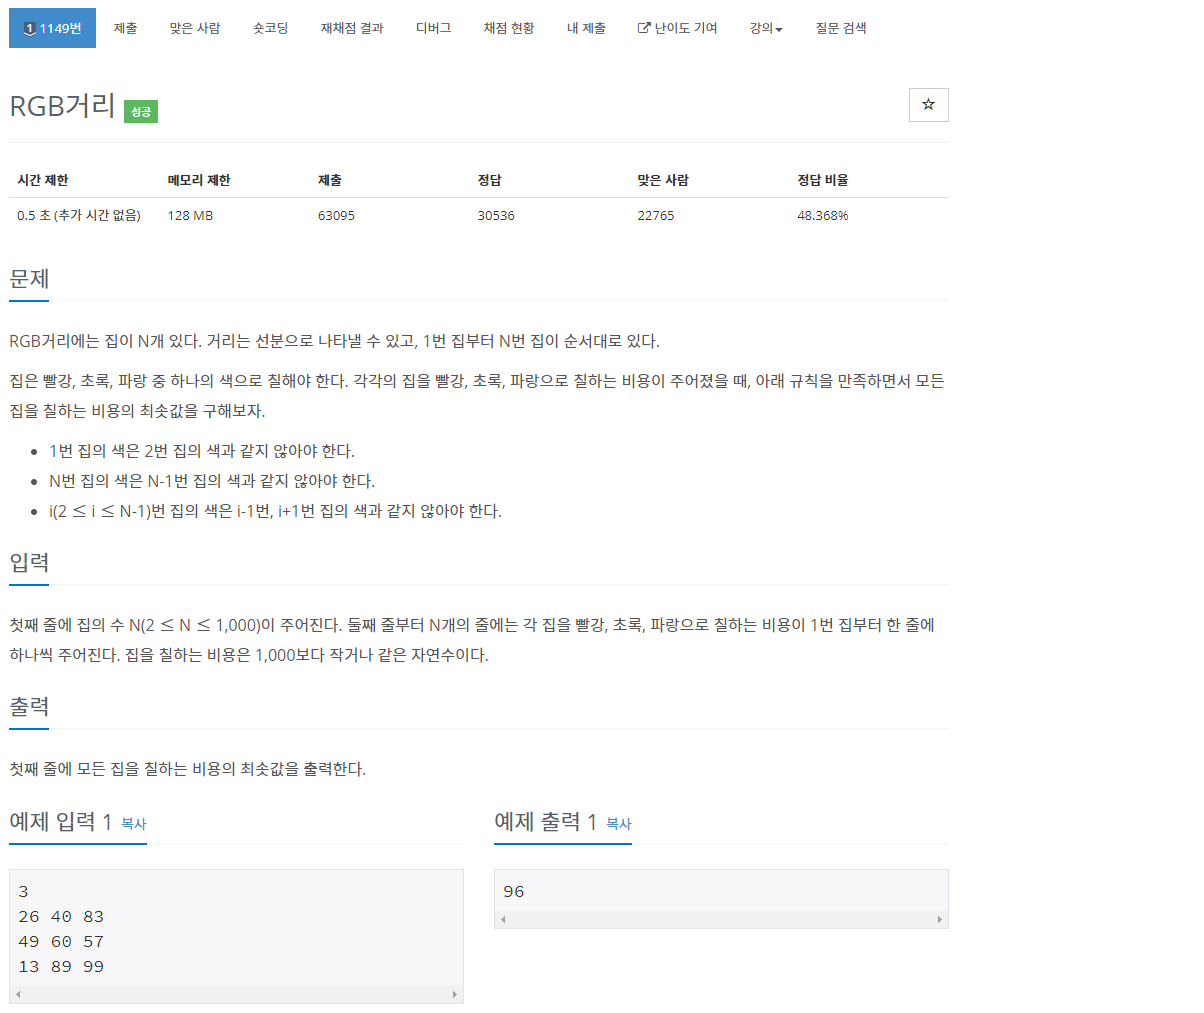 1 1149번 제출 맞은 사람 숏코딩 재채점 결과 디버그 채점 현황 내 제출 난이도 기여 강의 질문 검색
RGB거리 성공
시간 제한 메모리 제한 제출 정답 맞은 사람 정답 비율
0.5 초 (추가 시간 없음) 128 MB 63095 30536 22765 48.368%
문제
RGB거리에는 집이 N개 있다. 거리는 선분으로 나타낼 수 있고, 1번 집부터 N번 집이 순서대로 있다.
집은 빨강, 초록, 파랑 중 하나의 색으로 칠해야 한다. 각각의 집을 빨강, 초록, 파랑으로 칠하는 비용이 주어졌을 때, 아래 규칙을 만족하면서 모든
집을 칠하는 비용의 최솟값을 구해보자.
• 1번 집의 색은 2번 집의 색과 같지 않아야 한다.
• N번 집의 색은 N-1번 집의 색과 같지 않아야 한다.
• i(2 ≤ i ≤ N-1)번 집의 색은 i-1번, i+1번 집의 색과 같지 않아야 한다.
입력
첫째 줄에 집의 수 N(2 ≤ N ≤ 1,000)이 주어진다. 둘째 줄부터 N개의 줄에는 각 집을 빨강, 초록, 파랑으로 칠하는 비용이 1번 집부터 한 줄에
하나씩 주어진다. 집을 칠하는 비용은 1,000보다 작거나 같은 자연수이다.
출력
첫째 줄에 모든 집을 칠하는 비용의 최솟값을 출력한다.
예제 입력 1 복사
3
26 40 83
49 60 57
13 89 99
예제 출력 1 복사
96